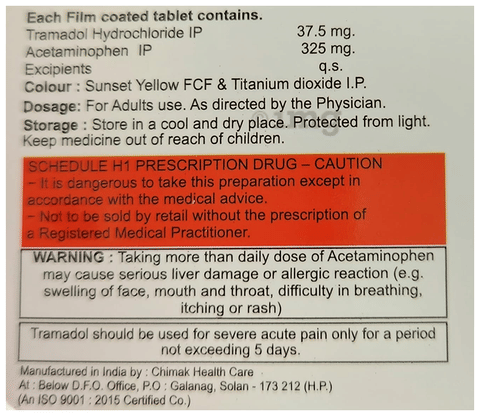 Each Film coated tablet contains.
Tramadol Hydrochloride IP 37.5 mg.
Acetaminophen IP 325 mg.
Excipients q.s.
Colour : Sunset Yellow FCF & Titanium dioxide I.P.
Dosage: For Adults use. As directed by the Physician.
Storage : Store in a cool and dry place. Protected from light.
Keep medicine out of reach of children.
SCHEDULE H1 PRESCRIPTION DRUG – CAUTION
– It is dangerous to take this preparation except in
accordance with the medical advice.
– Not to be sold by retail without the prescription of
a Registered Medical Practitioner.
WARNING : Taking more than daily dose of Acetaminophen
may cause serious liver damage or allergic reaction (e.g.
swelling of face, mouth and throat, difficulty in breathing,
itching or rash)
Tramadol should be used for severe acute pain only for a period
not exceeding 5 days.
Manufactured in India by : Chimak Health Care
At : Below D.F.O. Office, P.O : Galanag, Solan - 173 212 (H.P.)
(An ISO 9001 : 2015 Certified Co.)